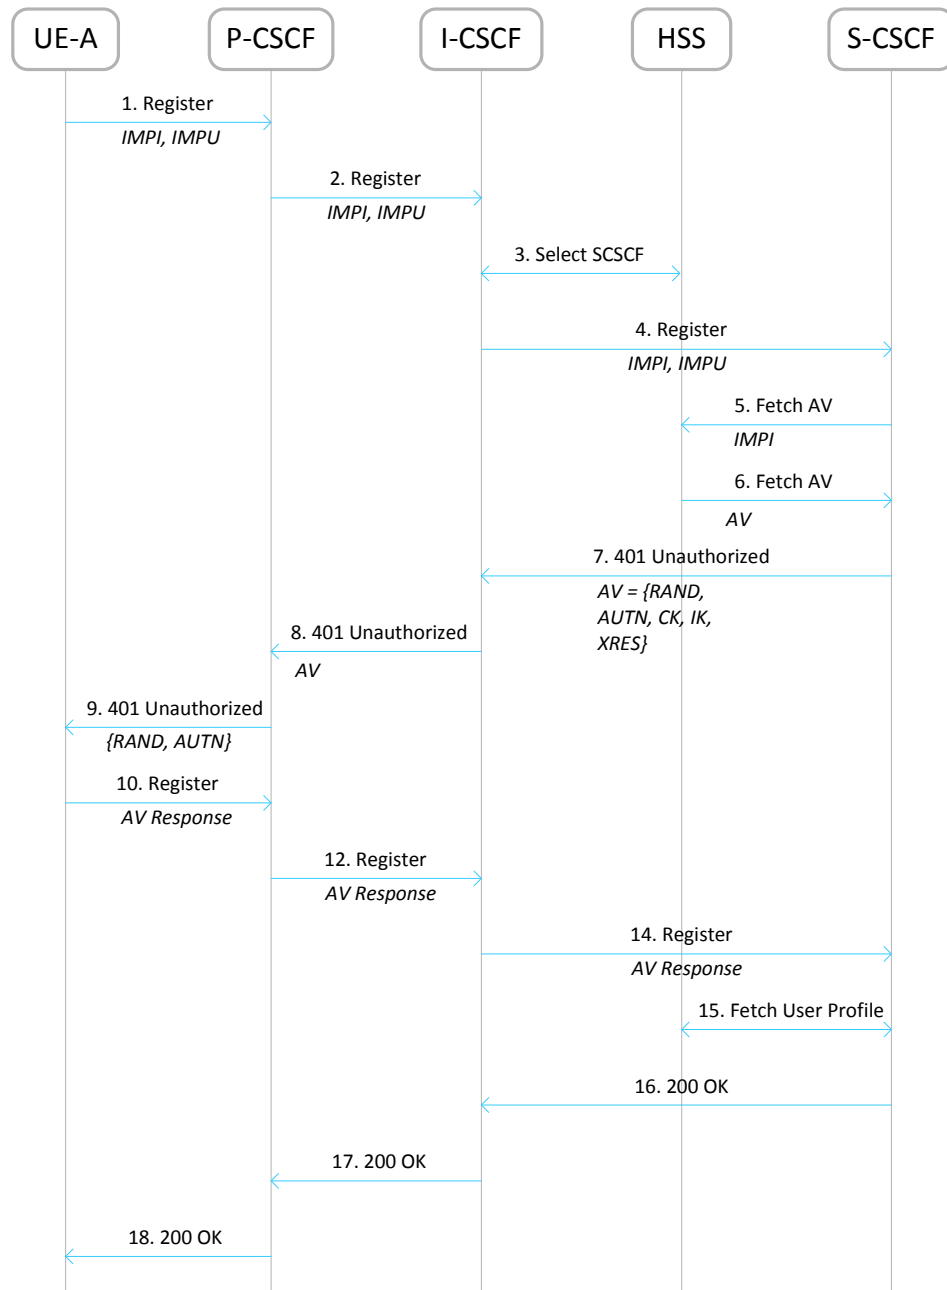 UE-A
P-CSCF
I-CSCF
HSS
S-CSCF
1. Register
IMPI, IMPU
2. Register
IMPI, IMPU
3. Select SCSCF
4. Register
IMPI, IMPU
5. Fetch AV
IMPI
6. Fetch AV
AV
7. 401 Unauthorized
AV = {RAND,
AUTN, CK, IK,
XRES}
8. 401 Unauthorized
AV
9. 401 Unauthorized
{RAND, AUTN}
10. Register
AV Response
12. Register
AV Response
14. Register
AV Response
15. Fetch User Profile
16. 200 OK
17. 200 OK
18. 200 OK